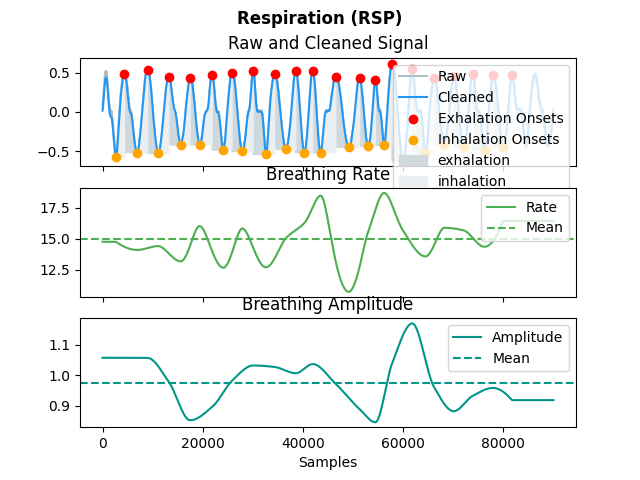 Respiration (RSP)
Raw and Cleaned Signal
0.5
0.0
−0.5
Raw
Cleaned
Exhalation Onsets
Inhalation Onsets
exhalation
inhalation
Breathing Rate
17.5
15.0
12.5
Rate
Mean
Breathing Amplitude
1.1
1.0
0.9
Amplitude
Mean
0
20000
40000
60000
80000
Samples